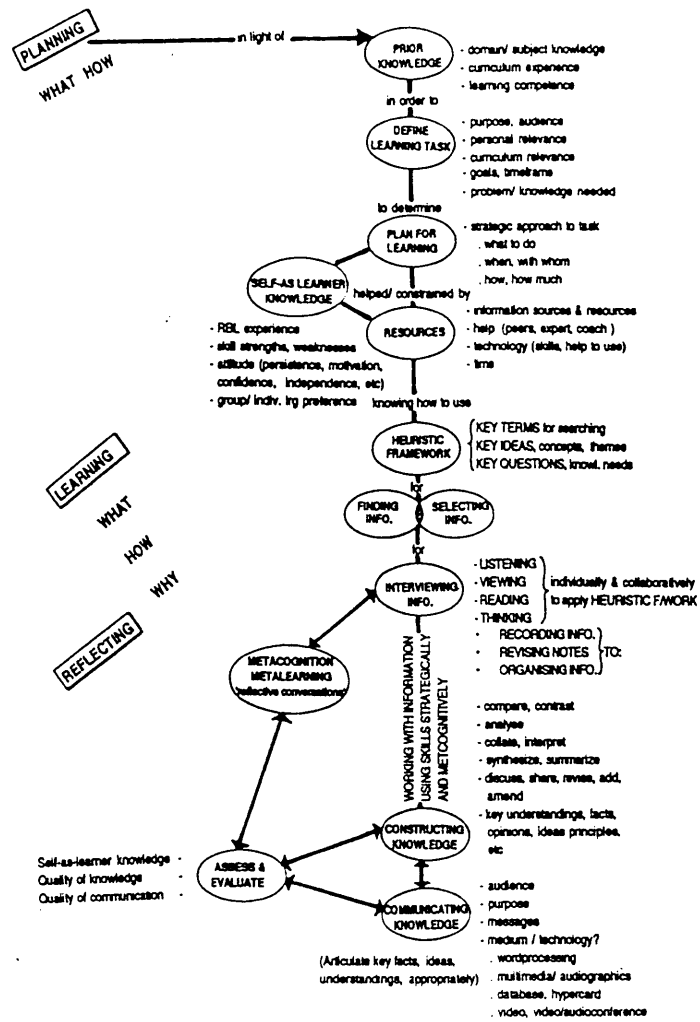 PLANNING
WHAT HOW
in light of
PRIOR
KNOWLEDGE
- domain/ subject knowledge
- curriculum experience
- learning competence
in order to
DEFINE
LEARNING TASK
- purpose, audience
- personal relevance
- curriculum relevance
- goals, timeframe
- problem/ knowledge needed
to determine
PLAN FOR
LEARNING
- strategic approach to task
. what to do
. when, with whom
. how, how much
SELF-AS LEARNER
KNOWLEDGE
helped/ constrained by
RESOURCES
- information sources & resources
- help (peers, expert, coach )
- technology (skills, help to use)
- time
- RBL experience
- skill strengths, weaknesses
- attitude (persistence, motivation,
confidence, independence, etc)
- group/ indiv. lrg preference
knowing how to use
HEURISTIC
FRAMEWORK
KEY TERMS for searching
KEY IDEAS, concepts, themes
KEY QUESTIONS, knowl. needs
LEARNING
WHAT
HOW
WHY
for
FINDING
INFO.
SELECTING
INFO.
for
INTERVIEWING
INFO.
- LISTENING
- VIEWING
- READING
- THINKING
individually & collaboratively
to apply HEURISTIC F/WORK
• RECORDING INFO.
• REVISING NOTES
• ORGANISING INFO.
TO:
REFLECTING
METACOGNITION
METALEARNING
"reflective conversations"
WORKING WITH INFORMATION
USING SKILLS STRATEGICALLY
AND METCOGNITIVELY
- compare, contrast
- analyse
- collate, interpret
- synthesize, summarize
- discuss, share, revise, add,
amend
- key understandings, facts,
opinions, ideas principles,
etc
CONSTRUCTING
KNOWLEDGE
Self-as-learner knowledge -
Quality of knowledge -
Quality of communication -
ASSESS &
EVALUATE
COMMUNICATING
KNOWLEDGE
- audience
- purpose
- messages
- medium / technology?
. wordprocessing
. multimedia/ audiographics
. database, hypercard
. video, video/audioconference
(Articulate key facts, ideas,
understandings, appropriately)